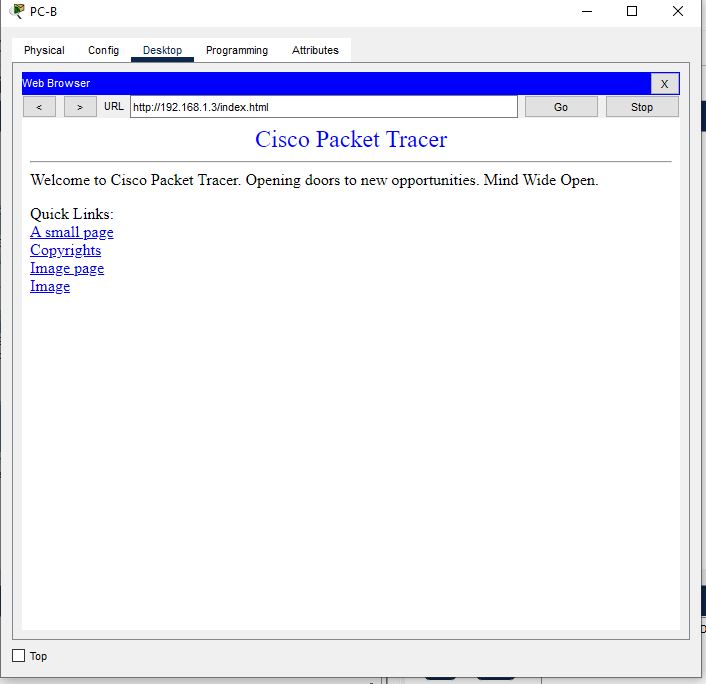 PC-B
Physical Config Desktop Programming Attributes
Web Browser X
< > URL http://192.168.1.3/index.html Go Stop
Cisco Packet Tracer
Welcome to Cisco Packet Tracer. Opening doors to new opportunities. Mind Wide Open.
Quick Links:
A small page
Copyrights
Image page
Image
Top